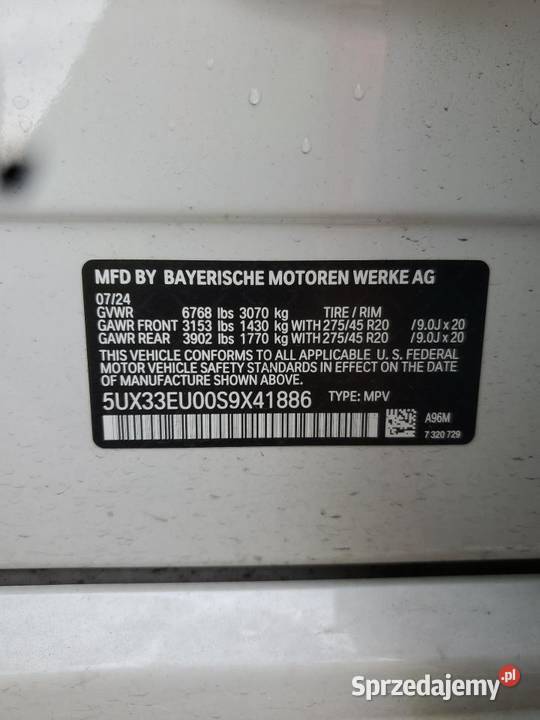 MFD BY BAYERISCHE MOTOREN WERKE AG
07/24
GVWR 6768 lbs 3070 kg TIRE / RIM
GAWR FRONT 3153 lbs 1430 kg WITH 275/45 R20 /9.0J x 20
GAWR REAR 3902 lbs 1770 kg WITH 275/45 R20 /9.0J x 20
THIS VEHICLE CONFORMS TO ALL APPLICABLE U. S. FEDERAL
MOTOR VEHICLE SAFETY STANDARDS IN EFFECT ON THE
DATE OF MANUFACTURE SHOWN ABOVE.
5UX33EU00S9X41886 TYPE: MPV
A96M
7 320 729
Sprzedajemy.pl